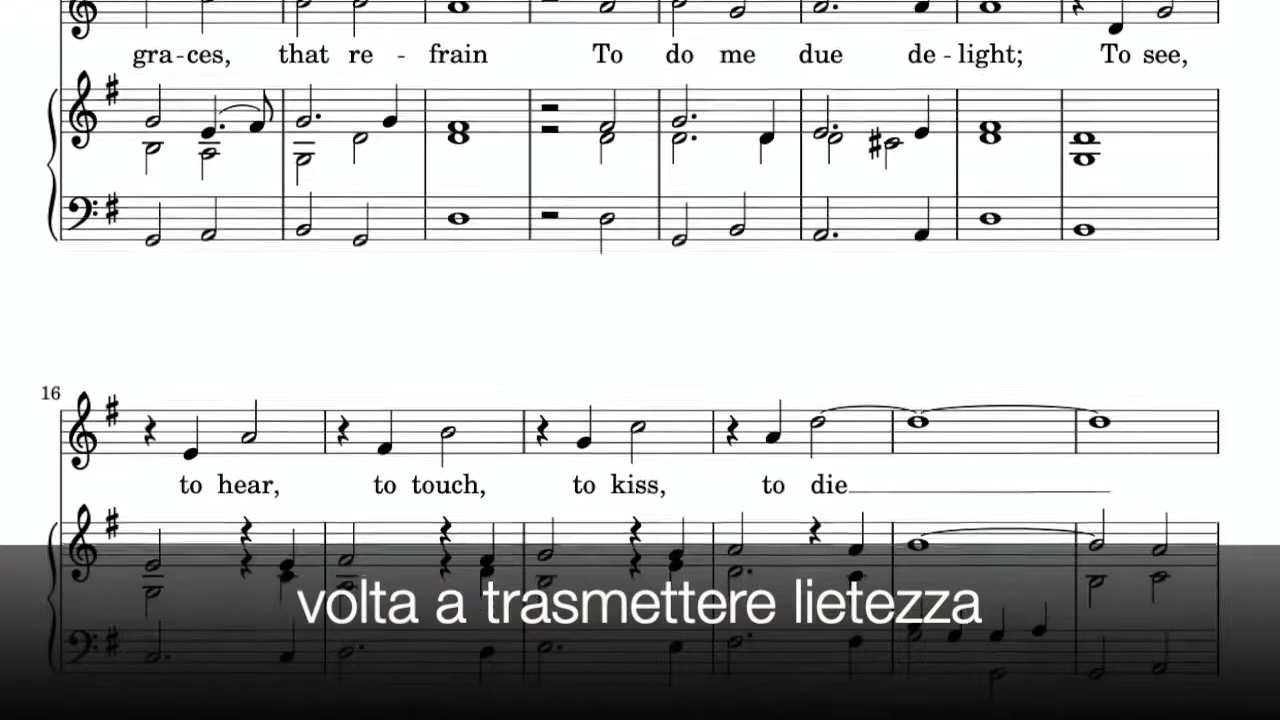 gra-ces, that re - frain To do me due de-light; To see,
16
to hear, to touch, to kiss, to die
volta a trasmettere lietezza